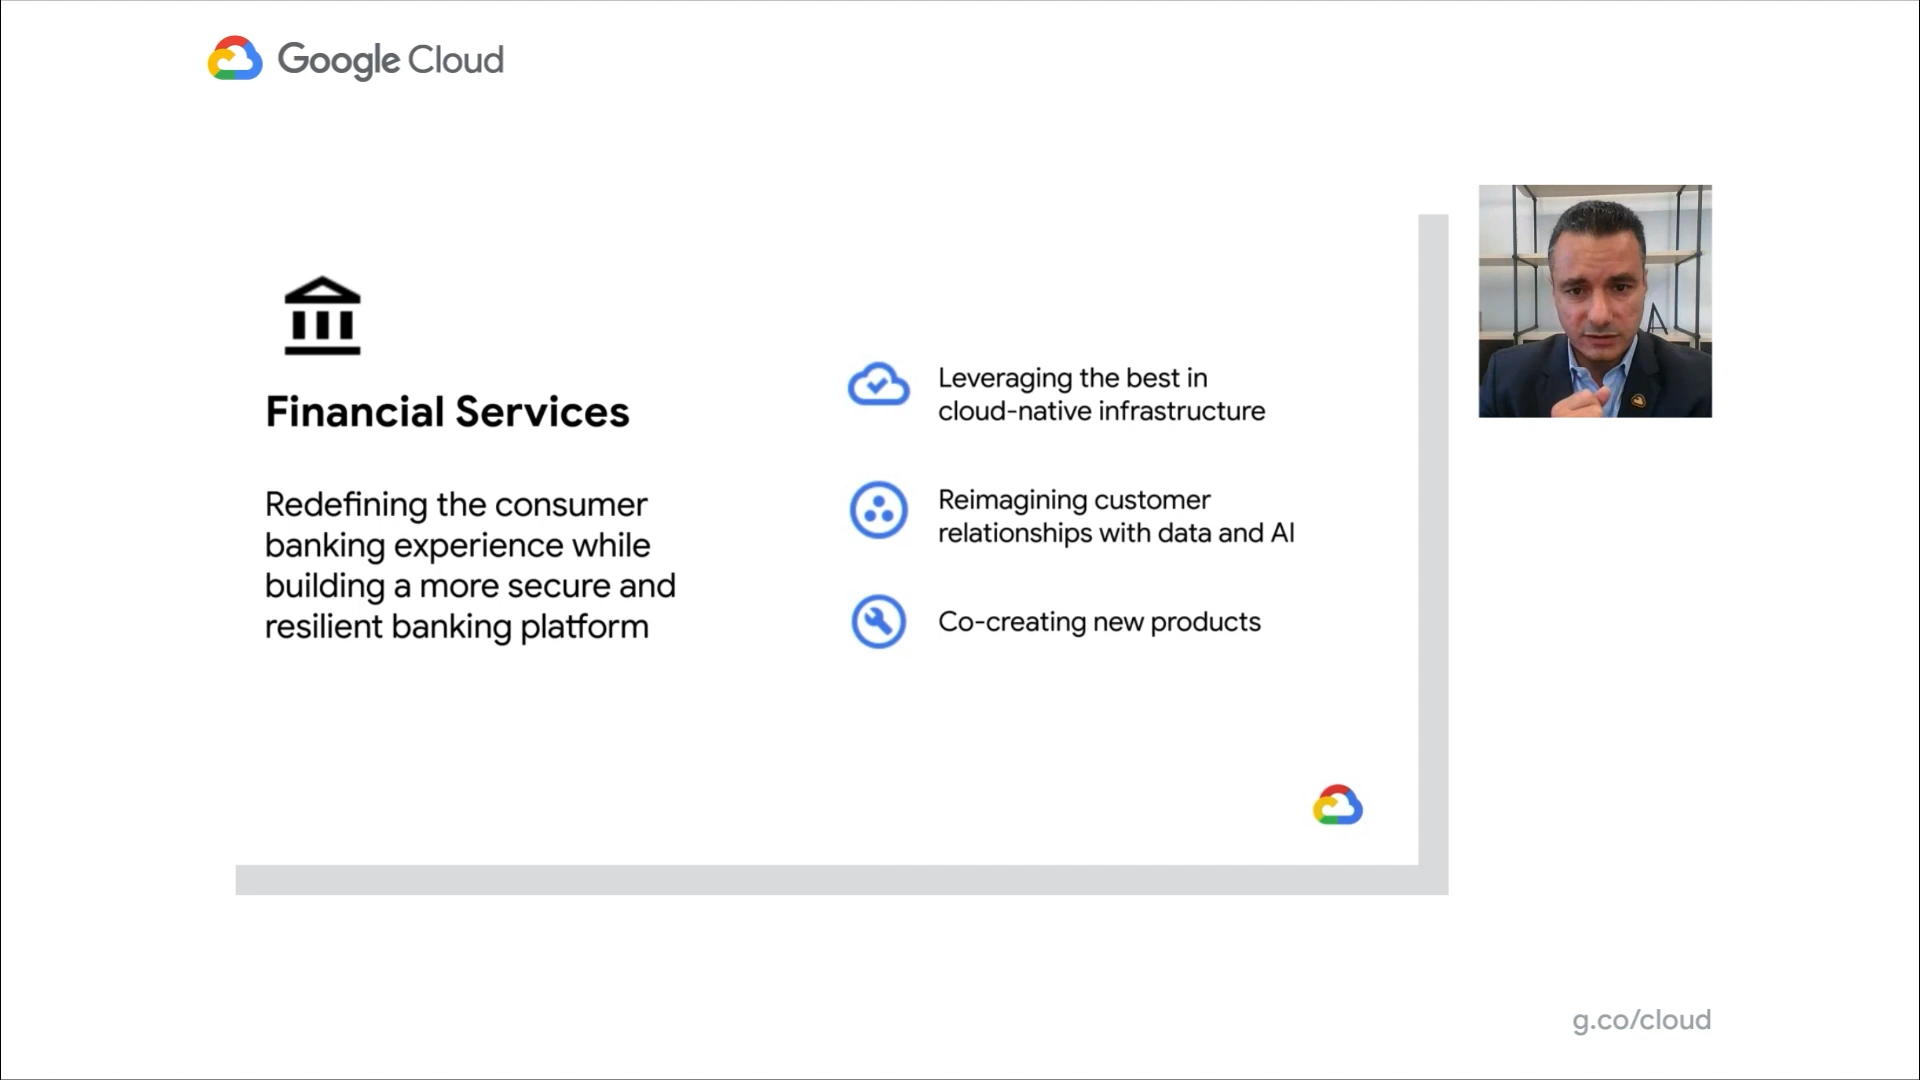 Google Cloud
Financial Services
Redefining the consumer
banking experience while
building a more secure and
resilient banking platform
Leveraging the best in
cloud-native infrastructure
Reimagining customer
relationships with data and AI
Co-creating new products
g.co/cloud